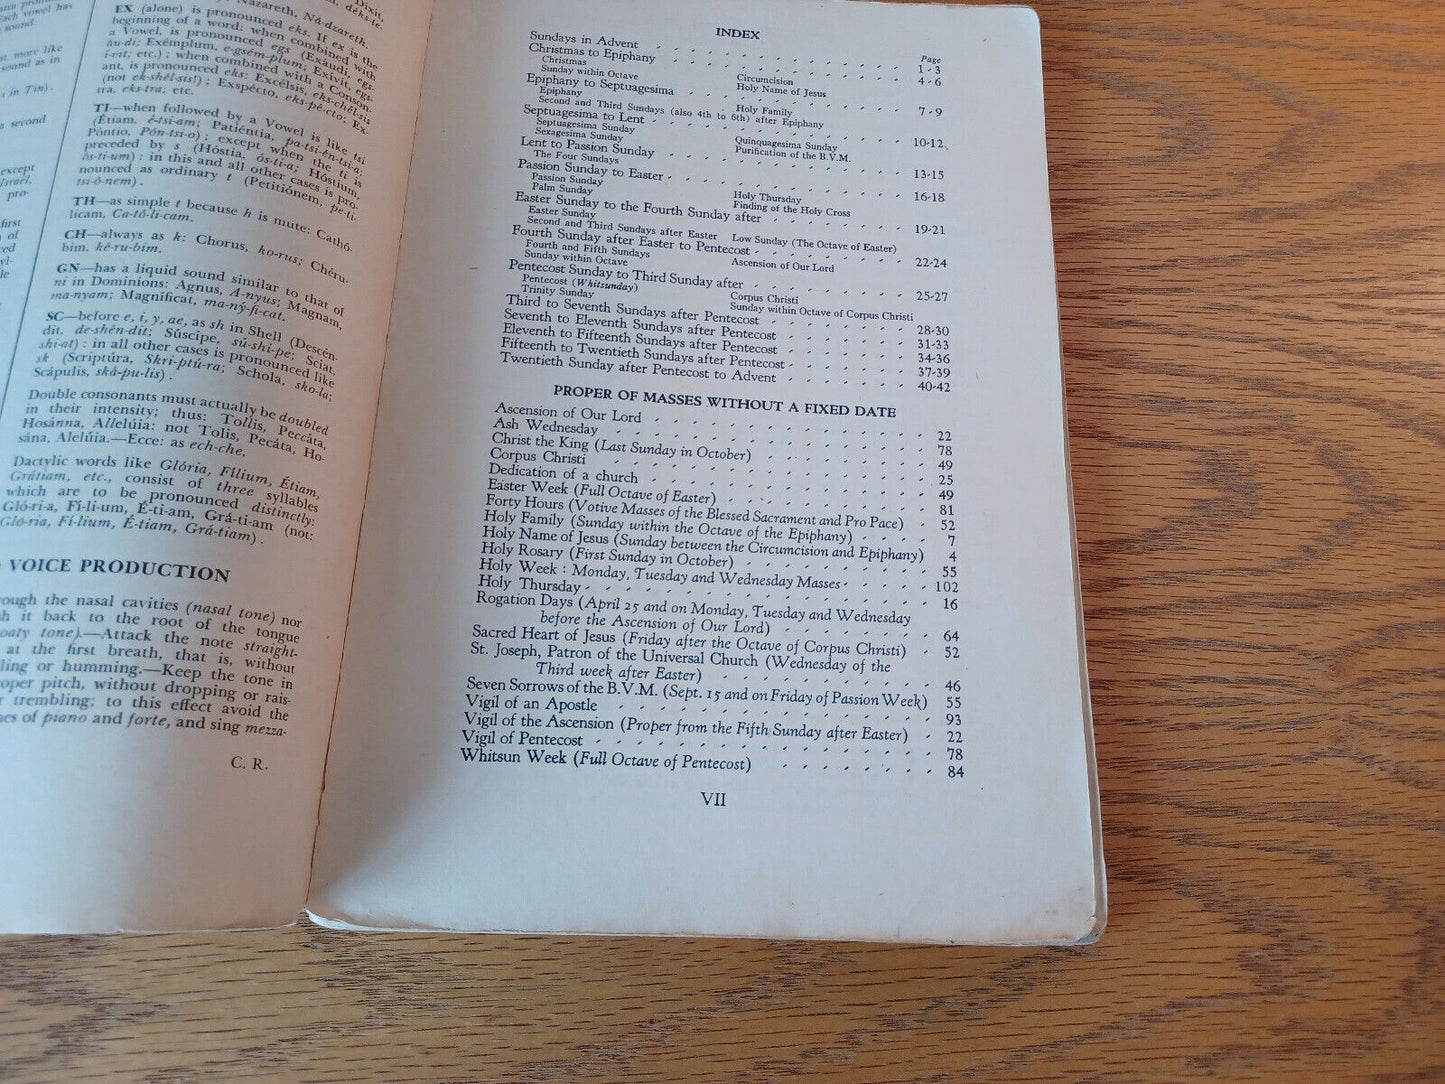 Dixit,
dêks-te-
Nazareth, Ná-dzareth.
EX (alone) is pronounced eks. If ex is the
beginning of a word: when combined with
a Vowel, is pronounced egs (Exáudi, egs-
áu-di; Exémplum, e-gsém-plum; Exívit, egs-
í-vit; etc.); when combined with a Conson-
ant, is pronounced eks: Excélsis, eks-chél-sis
(not ek-shél-sis!); Exspécto, eks-pê-cto; Ex-
tra, eks-tra; etc.
TI—when followed by a Vowel is like tsi
(Étiam, é-tsi-am; Patiéntia, pa-tsi-én-tsi-a;
Póntio, Pón-tsi-o); except when the ti is
preceded by s (Hóstia, ós-ti-a; Hóstium,
ós-ti-um): in this and all other cases is pro-
nounced as ordinary t (Petitiónem, pe-ti-
tsi-ó-nem).
TH—as simple t because h is mute: Cathó-
licam, Ca-tó-li-cam.
CH—always as k: Chorus, ko-rus; Chéru-
bim, ké-ru-bim.
GN—has a liquid sound similar to that of
ni in Dominions: Agnus, A-nyus; Magnam,
ma-nyam; Magníficat, ma-ný-fi-cat.
SC—before e, i, y, ae, as sh in Shell (Descén-
dit, de-shén-dit; Súscipe, sú-shi-pe; Sciat,
shi-at): in all other cases is pronounced like
sk (Scriptúra, Skri-ptú-ra; Schola, sko-la;
Scápulis, ská-pu-lis).
Double consonants must actually be doubled
in their intensity; thus: Tollis, Peccáta,
Hosánna, Allelúia: not Tolis, Pecáta, Ho-
sána, Alelúia.—Ecce: as ech-che.
Dactylic words like Glória, Fílium, Étiam,
Grátiam, etc., consist of three syllables
which are to be pronounced distinctly:
Gló-ri-a, Fí-li-um, É-ti-am, Grá-ti-am (not:
Gló-ria, Fí-lium, É-tiam, Grá-tiam).
VOICE PRODUCTION
ough the nasal cavities (nasal tone) nor
h it back to the root of the tongue
oaty tone).—Attack the note straight-
at the first breath, that is, without
ling or humming.—Keep the tone in
oper pitch, without dropping or rais-
trembling; to this effect avoid the
nes of piano and forte, and sing mezza-
C. R.
INDEX
Page
Sundays in Advent 1-3
Christmas to Epiphany 4-6
Christmas Circumcision
Sunday within Octave Holy Name of Jesus
Epiphany to Septuagesima 7-9
Epiphany Holy Family
Second and Third Sundays (also 4th to 6th) after Epiphany
Septuagesima to Lent 10-12
Septuagesima Sunday Quinquagesima Sunday
Sexagesima Sunday Purification of the B.V.M.
Lent to Passion Sunday 13-15
The Four Sundays
Passion Sunday to Easter 16-18
Passion Sunday Holy Thursday
Palm Sunday Finding of the Holy Cross
Easter Sunday to the Fourth Sunday after 19-21
Easter Sunday Low Sunday (The Octave of Easter)
Second and Third Sundays after Easter
Fourth Sunday after Easter to Pentecost 22-24
Fourth and Fifth Sundays Ascension of Our Lord
Sunday within Octave
Pentecost Sunday to Third Sunday after 25-27
Pentecost (Whitsunday) Corpus Christi
Trinity Sunday Sunday within Octave of Corpus Christi
Third to Seventh Sundays after Pentecost 28-30
Seventh to Eleventh Sundays after Pentecost 31-33
Eleventh to Fifteenth Sundays after Pentecost 34-36
Fifteenth to Twentieth Sundays after Pentecost 37-39
Twentieth Sunday after Pentecost to Advent 40-42
PROPER OF MASSES WITHOUT A FIXED DATE
Ascension of Our Lord 22
Ash Wednesday 78
Christ the King (Last Sunday in October) 49
Corpus Christi 25
Dedication of a church 49
Easter Week (Full Octave of Easter) 81
Forty Hours (Votive Masses of the Blessed Sacrament and Pro Pace) 52
Holy Family (Sunday within the Octave of the Epiphany) 7
Holy Name of Jesus (Sunday between the Circumcision and Epiphany) 4
Holy Rosary (First Sunday in October) 55
Holy Week: Monday, Tuesday and Wednesday Masses 102
Holy Thursday 16
Rogation Days (April 25 and on Monday, Tuesday and Wednesday
before the Ascension of Our Lord) 64
Sacred Heart of Jesus (Friday after the Octave of Corpus Christi) 52
St. Joseph, Patron of the Universal Church (Wednesday of the
Third week after Easter) 46
Seven Sorrows of the B.V.M. (Sept. 15 and on Friday of Passion Week) 55
Vigil of an Apostle 93
Vigil of the Ascension (Proper from the Fifth Sunday after Easter) 22
Vigil of Pentecost 78
Whitsun Week (Full Octave of Pentecost) 84
VII